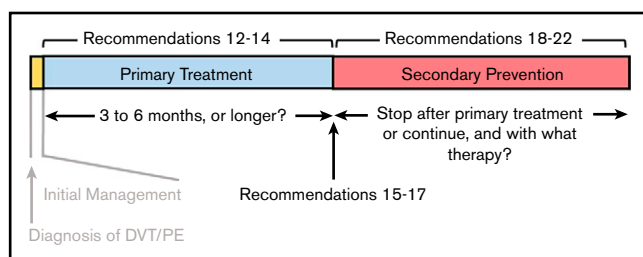 Recommendations 12-14
Recommendations 18-22
Primary Treatment
Secondary Prevention
3 to 6 months, or longer?
Stop after primary treatment
or continue, and with what
therapy?
Initial Management
Recommendations 15-17
Diagnosis of DVT/PE